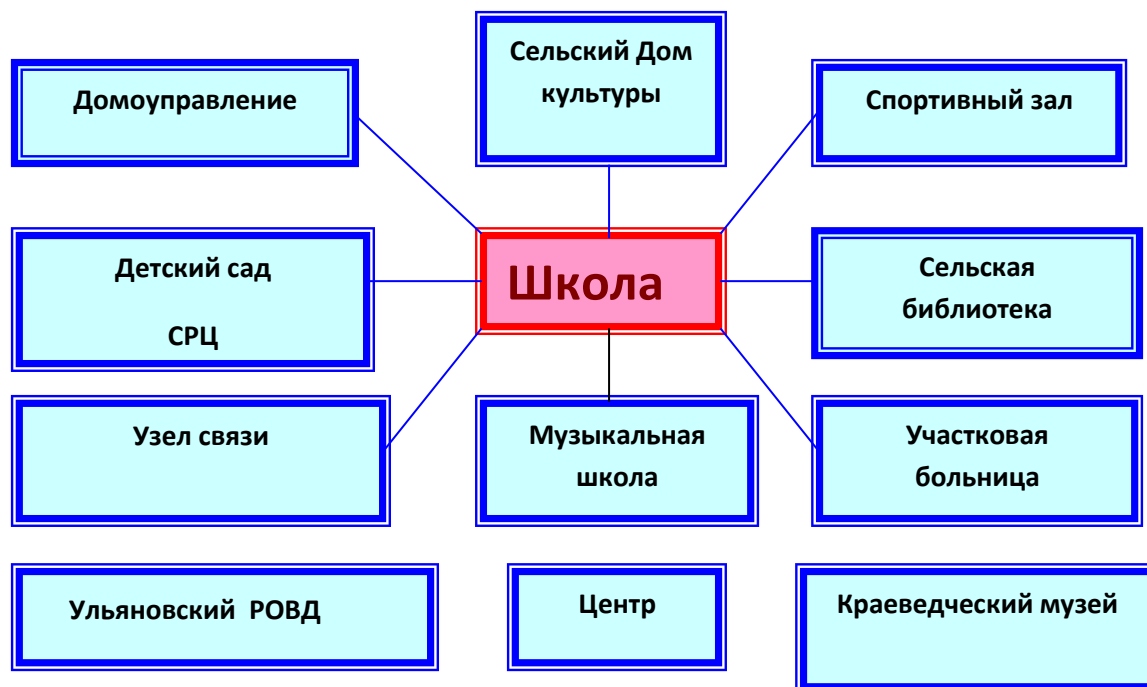 Домоуправление
Сельский Дом
культуры
Спортивный зал
Детский сад
СРЦ
Школа
Сельская
библиотека
Узел связи
Музыкальная
школа
Участковая
больница
Ульяновский РОВД
Центр
Краеведческий музей